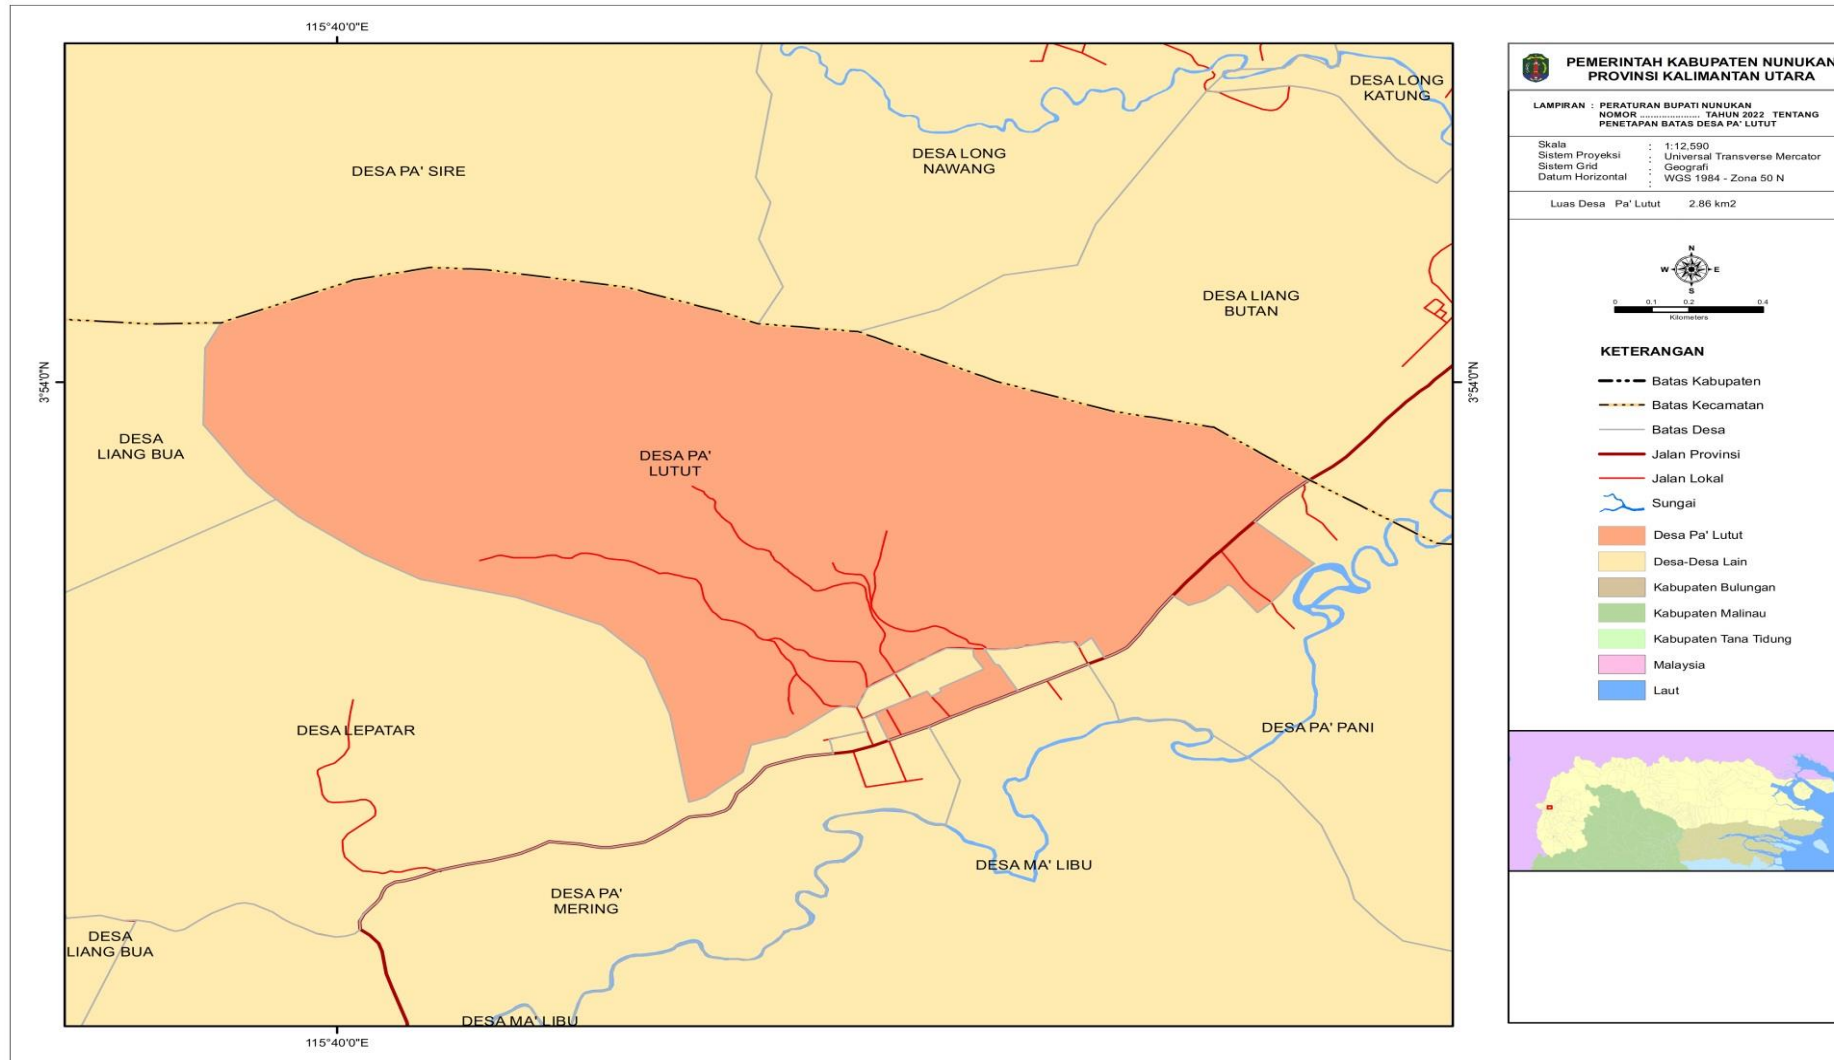 115°40'0"E
DESA LONG
KATUNG
DESA LONG
NAWANG
DESA PA' SIRE
DESA LIANG
BUTAN
3°54'0"N
3°54'0"N
DESA
LIANG BUA
DESA PA'
LUTUT
DESA LEPATAR
DESA PA' PANI
DESA MA' LIBU
DESA PA'
MERING
DESA
LIANG BUA
DESA MA' LIBU
115°40'0"E
PEMERINTAH KABUPATEN NUNUKAN
PROVINSI KALIMANTAN UTARA
LAMPIRAN : PERATURAN BUPATI NUNUKAN
NOMOR ..................... TAHUN 2022 TENTANG
PENETAPAN BATAS DESA PA' LUTUT
Skala : 1:12,590
Sistem Proyeksi : Universal Transverse Mercator
Sistem Grid : Geografi
Datum Horizontal : WGS 1984 - Zona 50 N
Luas Desa Pa' Lutut 2.86 km2
N
W E
S
0 0.1 0.2 0.4
Kilometers
KETERANGAN
Batas Kabupaten
Batas Kecamatan
Batas Desa
Jalan Provinsi
Jalan Lokal
Sungai
Desa Pa' Lutut
Desa-Desa Lain
Kabupaten Bulungan
Kabupaten Malinau
Kabupaten Tana Tidung
Malaysia
Laut